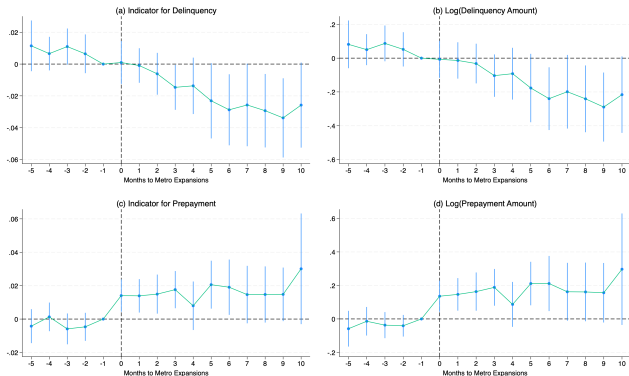 (a) Indicator for Delinquency
.02
0
-.02
-.04
-.06
-5 -4 -3 -2 -1 0 1 2 3 4 5 6 7 8 9 10
Months to Metro Expansions
(b) Log(Delinquency Amount)
.2
0
-.2
-.4
-.6
-5 -4 -3 -2 -1 0 1 2 3 4 5 6 7 8 9 10
Months to Metro Expansions
(c) Indicator for Prepayment
.06
.04
.02
0
-.02
-5 -4 -3 -2 -1 0 1 2 3 4 5 6 7 8 9 10
Months to Metro Expansions
(d) Log(Prepayment Amount)
.6
.4
.2
0
-.2
-5 -4 -3 -2 -1 0 1 2 3 4 5 6 7 8 9 10
Months to Metro Expansions